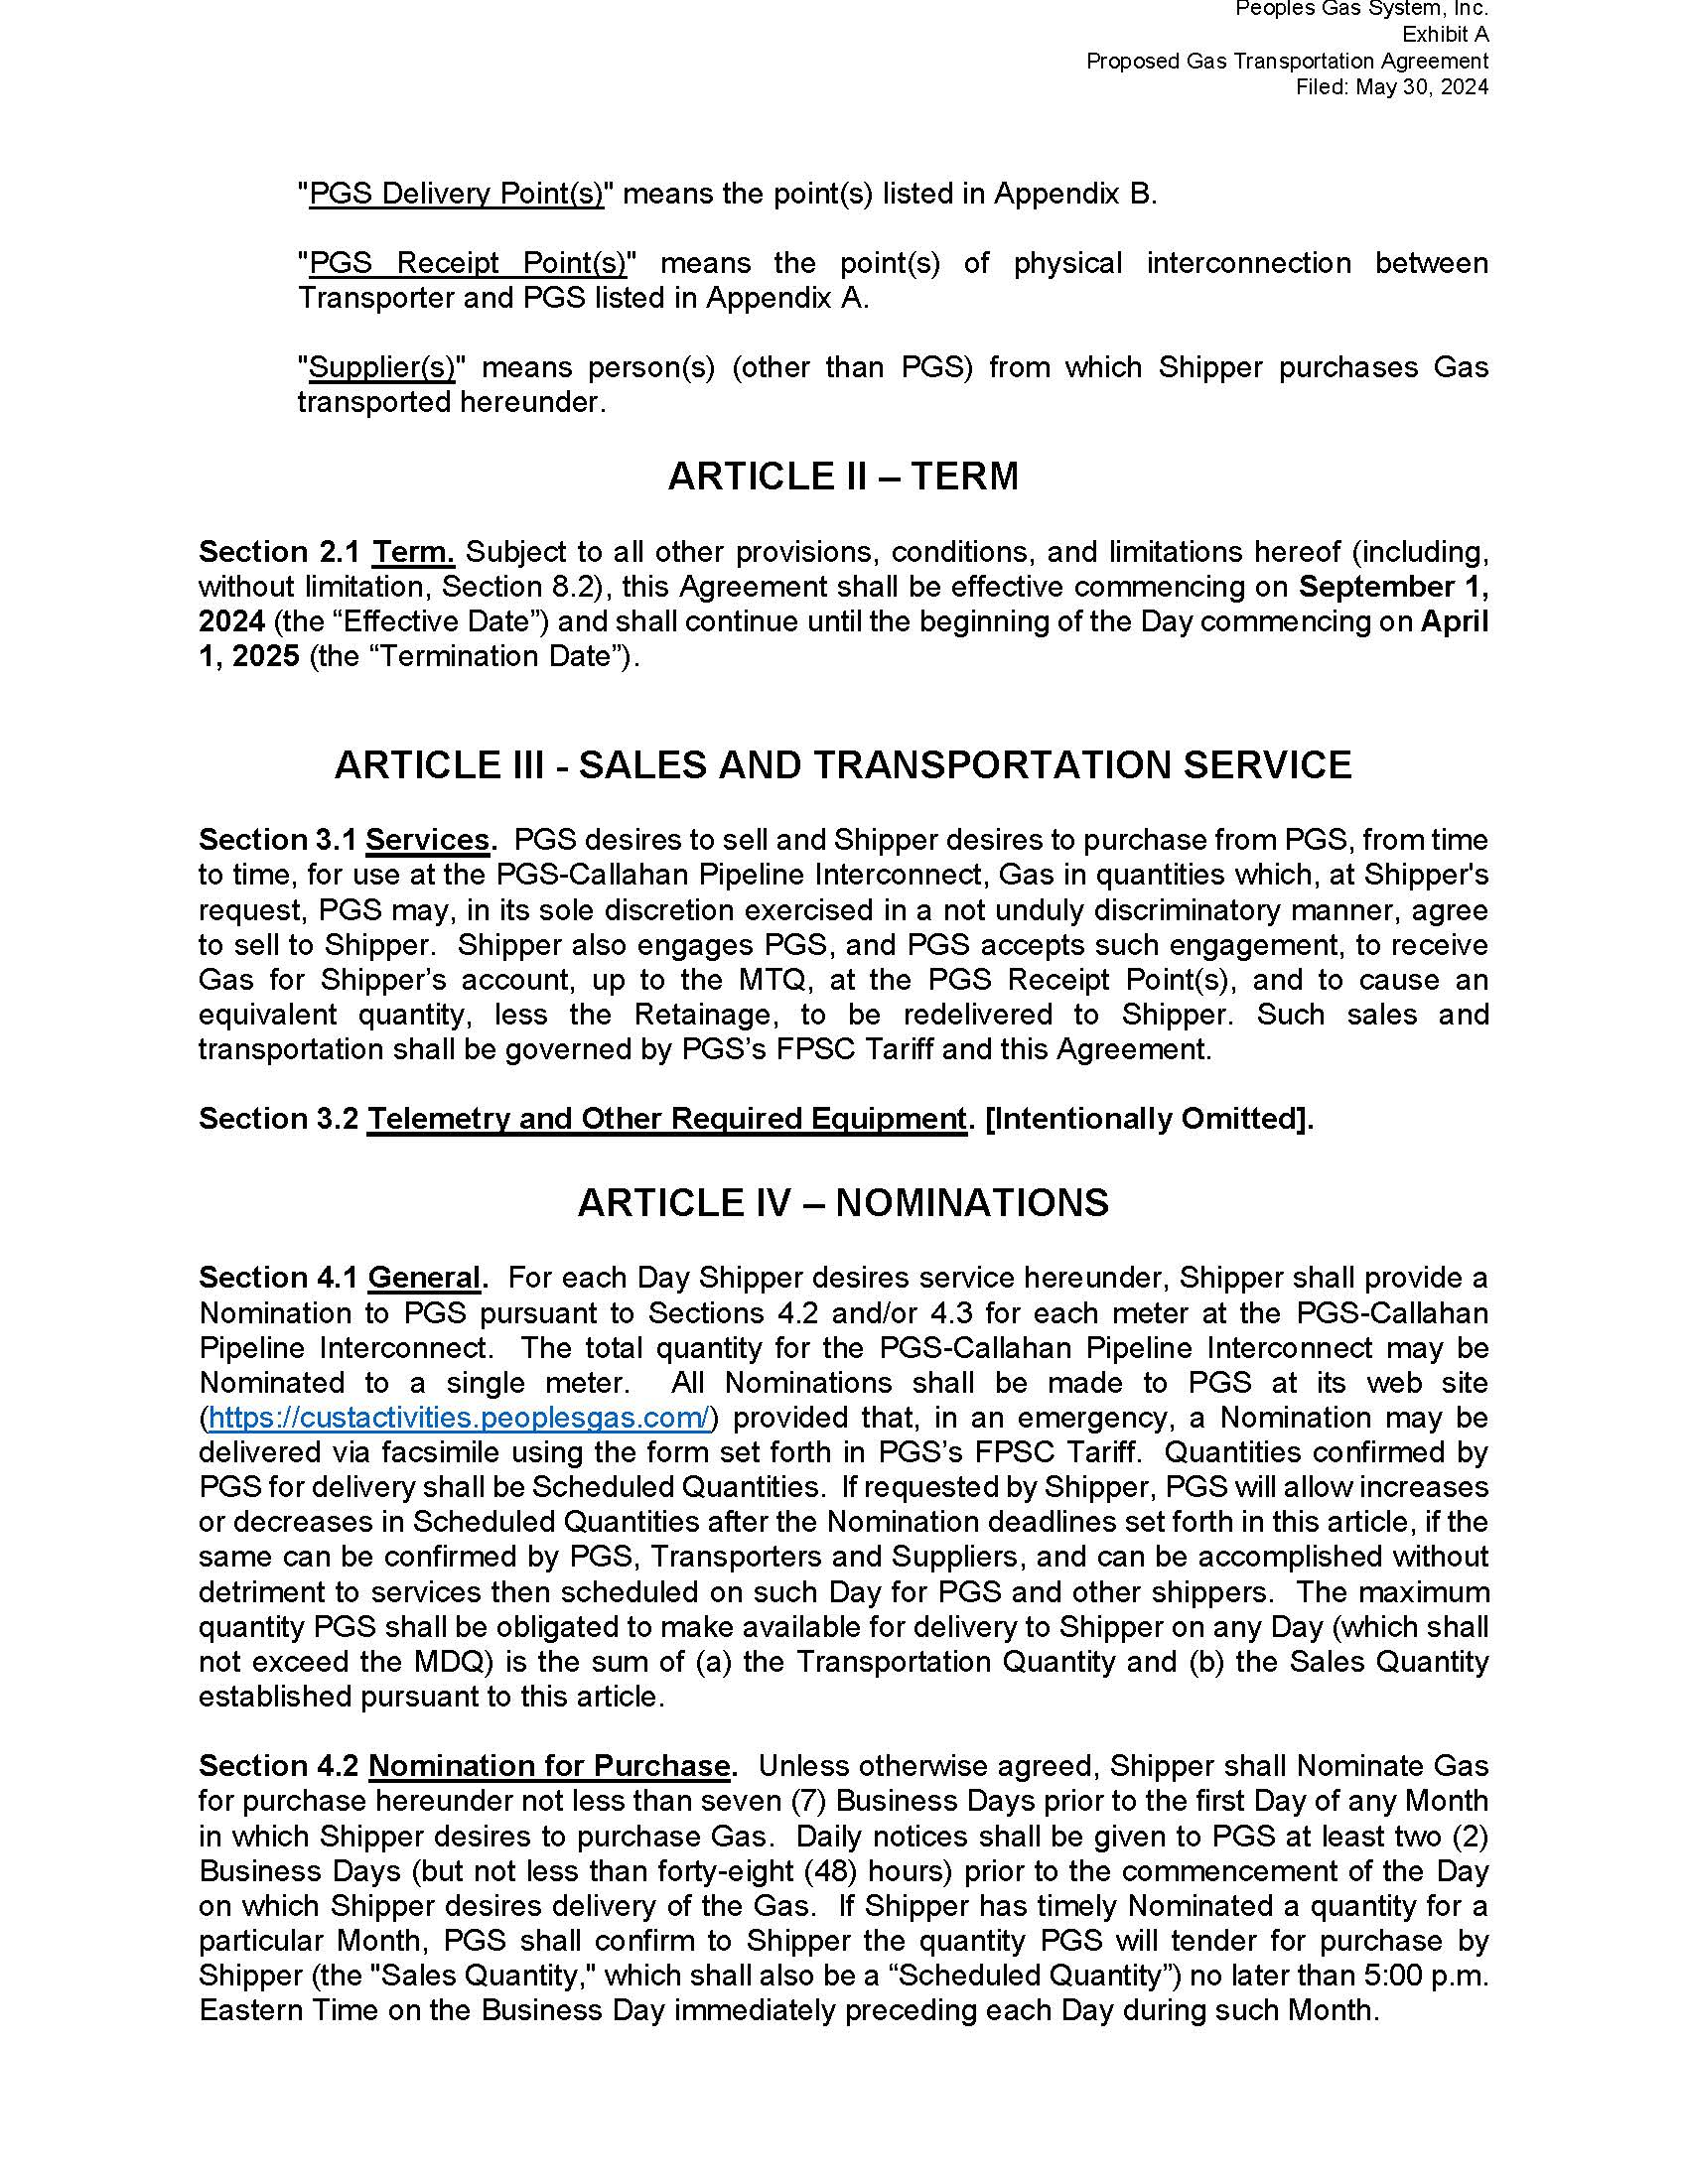 Peoples Gas System, Inc.
Exhibit A
Proposed Gas Transportation Agreement
Filed: May 30, 2024
"PGS Delivery Point(s)" means the point(s) listed in Appendix B.
"PGS Receipt Point(s)" means the point(s) of physical interconnection between
Transporter and PGS listed in Appendix A.
"Supplier(s)" means person(s) (other than PGS) from which Shipper purchases Gas
transported hereunder.
ARTICLE II – TERM
Section 2.1 Term. Subject to all other provisions, conditions, and limitations hereof (including,
without limitation, Section 8.2), this Agreement shall be effective commencing on September 1,
2024 (the “Effective Date”) and shall continue until the beginning of the Day commencing on April
1, 2025 (the “Termination Date”).
ARTICLE III - SALES AND TRANSPORTATION SERVICE
Section 3.1 Services.  PGS desires to sell and Shipper desires to purchase from PGS, from time
to time, for use at the PGS-Callahan Pipeline Interconnect, Gas in quantities which, at Shipper's
request, PGS may, in its sole discretion exercised in a not unduly discriminatory manner, agree
to sell to Shipper.  Shipper also engages PGS, and PGS accepts such engagement, to receive
Gas for Shipper’s account, up to the MTQ, at the PGS Receipt Point(s), and to cause an
equivalent quantity, less the Retainage, to be redelivered to Shipper. Such sales and
transportation shall be governed by PGS’s FPSC Tariff and this Agreement.
Section 3.2 Telemetry and Other Required Equipment. [Intentionally Omitted].
ARTICLE IV – NOMINATIONS
Section 4.1 General.  For each Day Shipper desires service hereunder, Shipper shall provide a
Nomination to PGS pursuant to Sections 4.2 and/or 4.3 for each meter at the PGS-Callahan
Pipeline Interconnect.  The total quantity for the PGS-Callahan Pipeline Interconnect may be
Nominated to a single meter.  All Nominations shall be made to PGS at its web site
(https://custactivities.peoplesgas.com/) provided that, in an emergency, a Nomination may be
delivered via facsimile using the form set forth in PGS’s FPSC Tariff.  Quantities confirmed by
PGS for delivery shall be Scheduled Quantities.  If requested by Shipper, PGS will allow increases
or decreases in Scheduled Quantities after the Nomination deadlines set forth in this article, if the
same can be confirmed by PGS, Transporters and Suppliers, and can be accomplished without
detriment to services then scheduled on such Day for PGS and other shippers.  The maximum
quantity PGS shall be obligated to make available for delivery to Shipper on any Day (which shall
not exceed the MDQ) is the sum of (a) the Transportation Quantity and (b) the Sales Quantity
established pursuant to this article.
Section 4.2 Nomination for Purchase.  Unless otherwise agreed, Shipper shall Nominate Gas
for purchase hereunder not less than seven (7) Business Days prior to the first Day of any Month
in which Shipper desires to purchase Gas.  Daily notices shall be given to PGS at least two (2)
Business Days (but not less than forty-eight (48) hours) prior to the commencement of the Day
on which Shipper desires delivery of the Gas.  If Shipper has timely Nominated a quantity for a
particular Month, PGS shall confirm to Shipper the quantity PGS will tender for purchase by
Shipper (the "Sales Quantity," which shall also be a “Scheduled Quantity”) no later than 5:00 p.m.
Eastern Time on the Business Day immediately preceding each Day during such Month.